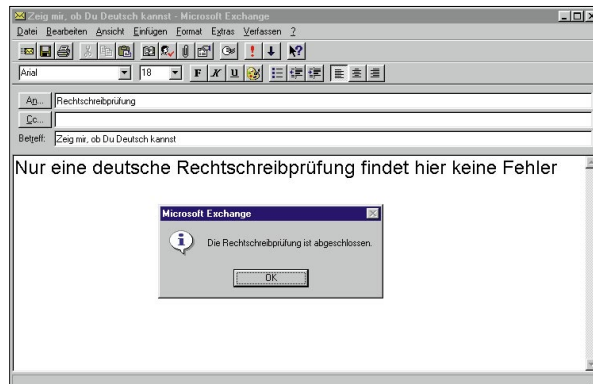 Zeig mir, ob Du Deutsch kannst - Microsoft Exchange
Datei Bearbeiten Ansicht Einfügen Format Extras Verfassen ?
Arial 18 F K U
An... Rechtschreibprüfung
Cc...
Betreff: Zeig mir, ob Du Deutsch kannst
Nur eine deutsche Rechtschreibprüfung findet hier keine Fehler
Microsoft Exchange
Die Rechtschreibprüfung ist abgeschlossen.
OK